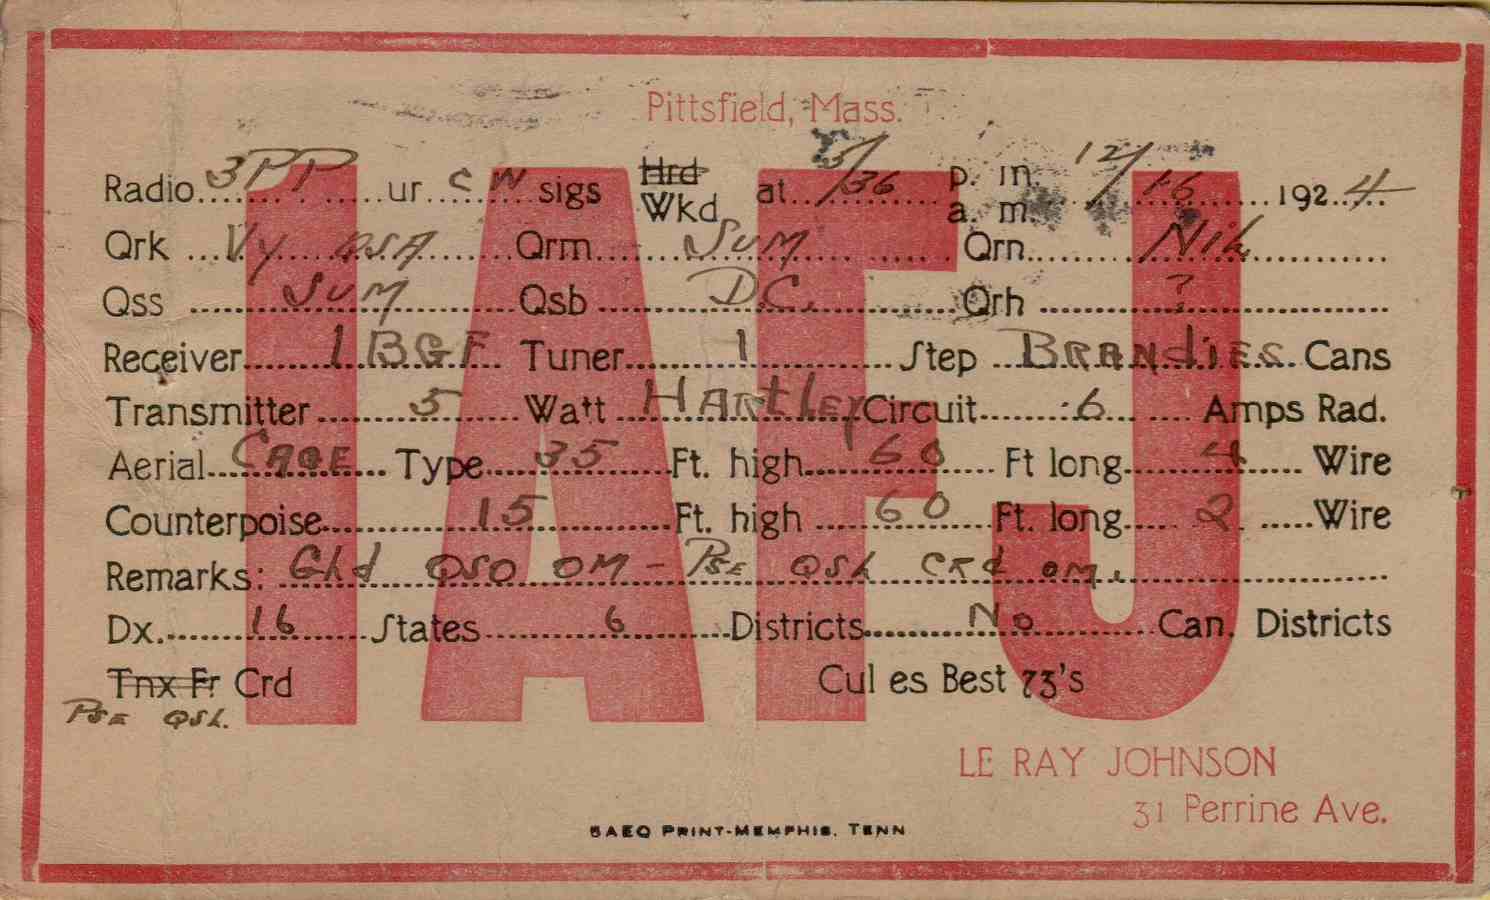 Pittsfield, Mass.
1AFJ
Radio 3PP ur CW sigs Hrd Wkd at 5/36 p. m a. m. 12/16 1924
Qrk Vy QSA Qrm SUM Qrn Nil
Qss SUM Qsb D.C. Qrh ?
Receiver 1 BGF Tuner 1 Step BRANdIES Cans
Transmitter 5 Watt HARtlEy Circuit .6 Amps Rad.
Aerial CAGE Type 35 Ft. high 60 Ft long 4 Wire
Counterpoise 15 Ft. high 60 Ft. long 2 Wire
Remarks: Gld QSO OM - PSE QSL CRd OM.
Dx. 16 States 6 Districts No Can. Districts
Tnx Fr Crd Cul es Best 73's
PSE QSL.
LE RAY JOHNSON
31 Perrine Ave.
5AEQ PRINT-MEMPHIS, TENN